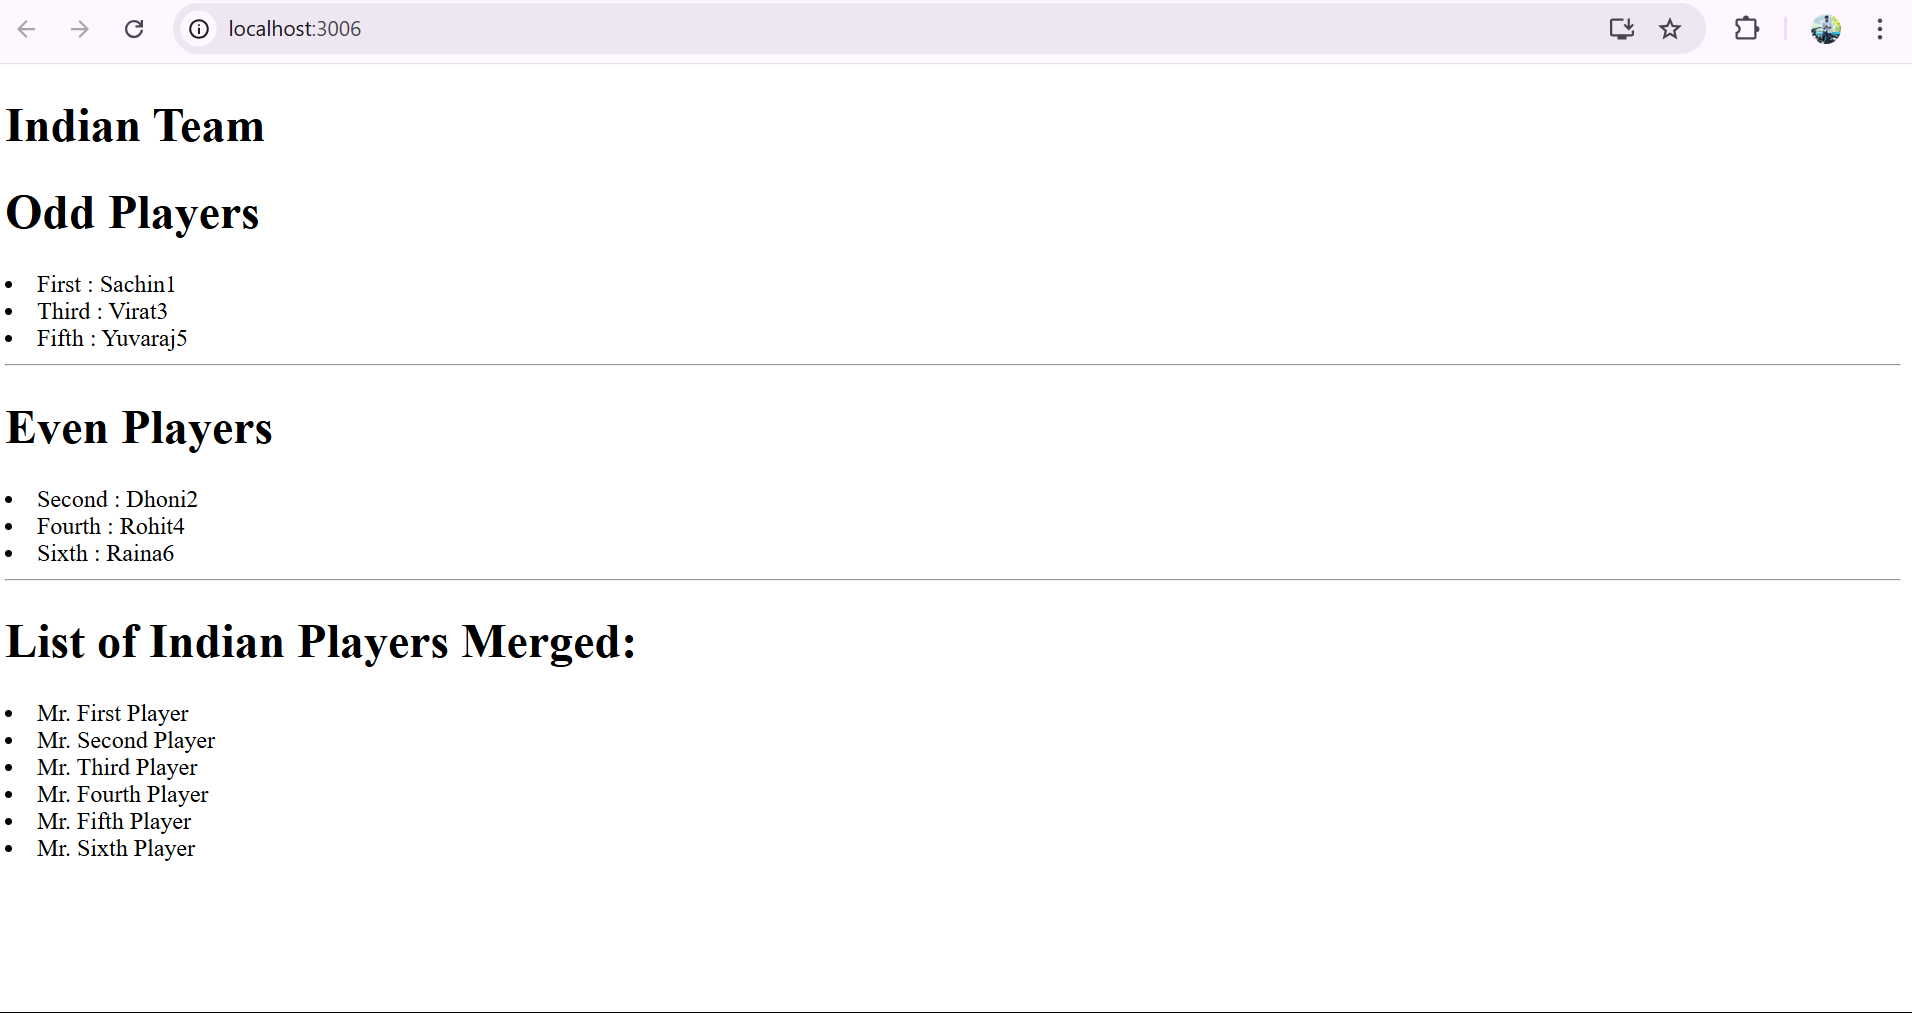 localhost:3006
Indian Team
Odd Players
First : Sachin1
Third : Virat3
Fifth : Yuvaraj5
Even Players
Second : Dhoni2
Fourth : Rohit4
Sixth : Raina6
List of Indian Players Merged:
Mr. First Player
Mr. Second Player
Mr. Third Player
Mr. Fourth Player
Mr. Fifth Player
Mr. Sixth Player